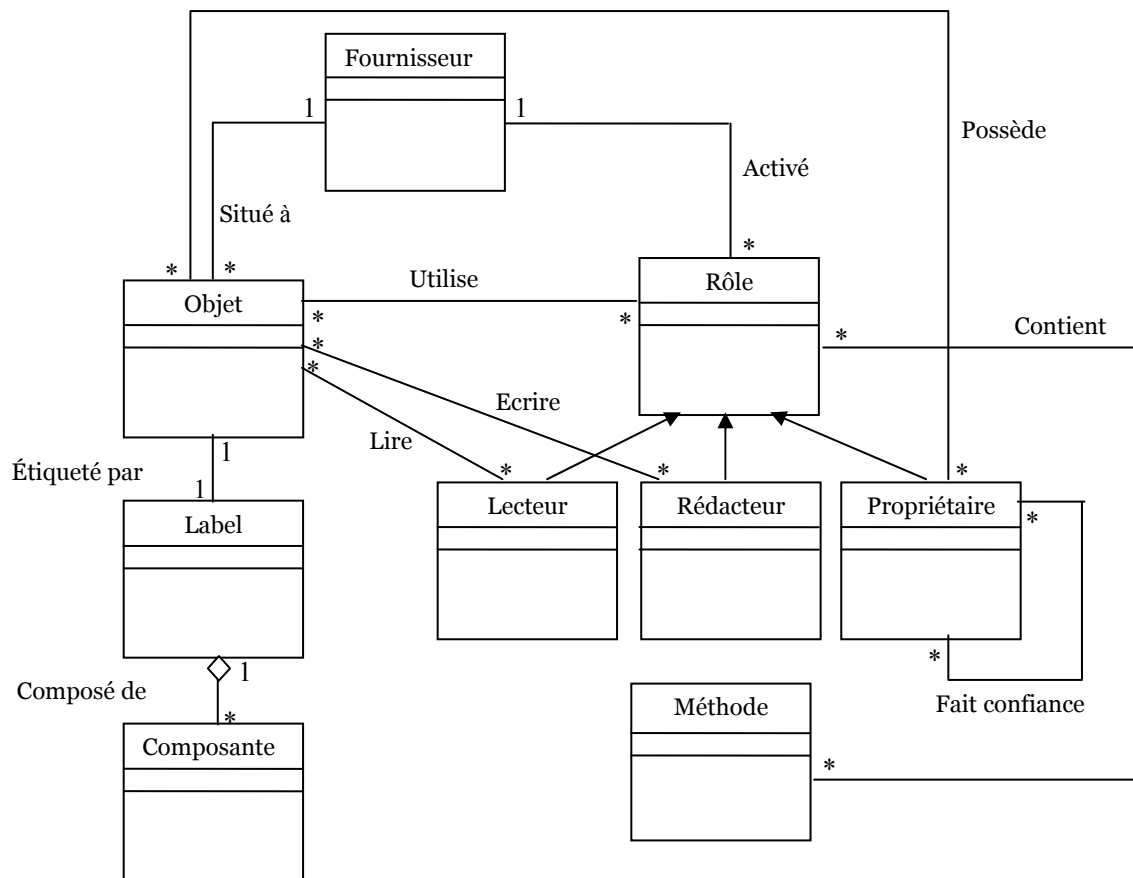 Fournisseur
1
1
Possède
Activé
Situé à
*
*
*
Utilise
Objet
Rôle
*
*
*
Contient
*
*
Ecrire
Lire
1
Étiqueté par
*
*
*
1
Label
Lecteur
Rédacteur
Propriétaire
*
*
1
Composé de
Fait confiance
Méthode
*
Composante
*